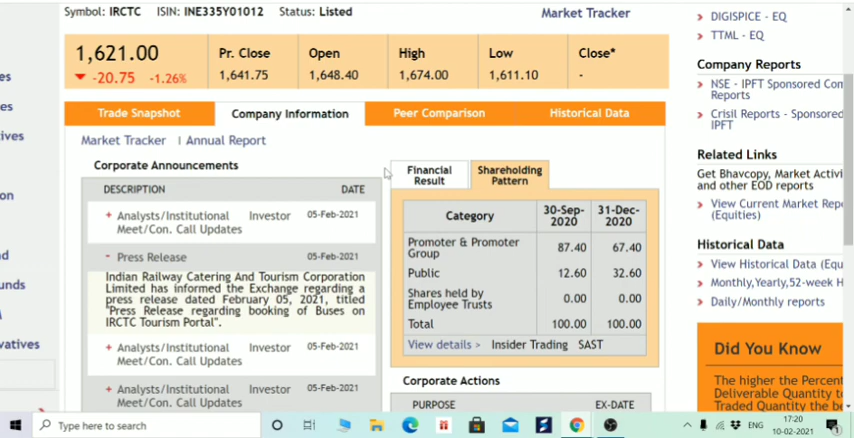 Symbol: IRCTC ISIN: INE335Y01012 Status: Listed
Market Tracker
1,621.00
-20.75 -1.26%
Pr. Close Open High Low Close*
1,641.75 1,648.40 1,674.00 1,611.10 -
Trade Snapshot Company Information Peer Comparison Historical Data
Market Tracker | Annual Report
Corporate Announcements
DESCRIPTION DATE
+ Analysts/Institutional Investor 05-Feb-2021
Meet/Con. Call Updates
- Press Release 05-Feb-2021
Indian Railway Catering And Tourism Corporation
Limited has informed the Exchange regarding a
press release dated February 05, 2021, titled
"Press Release regarding booking of Buses on
IRCTC Tourism Portal".
+ Analysts/Institutional Investor 05-Feb-2021
Meet/Con. Call Updates
+ Analysts/Institutional Investor 05-Feb-2021
Meet/Con. Call Updates
Financial
Result
Shareholding
Pattern
Category 30-Sep-2020 31-Dec-2020
Promoter & Promoter
Group 87.40 67.40
Public 12.60 32.60
Shares held by
Employee Trusts 0.00 0.00
Total 100.00 100.00
View details > Insider Trading SAST
Corporate Actions
PURPOSE EX-DATE
> DIGISPICE - EQ
> TTML - EQ
Company Reports
> NSE - IPFT Sponsored
Reports
> Crisil Reports - Sponsored
IPFT
Related Links
Get Bhavcopy, Market
and other EOD reports
> View Current Market
(Equities)
Historical Data
> View Historical Data
> Monthly,Yearly,52-week
> Daily/Monthly reports
Did You Know
The higher the
Deliverable Quantity
Traded Quantity the
Type here to search
ENG
17:20
10-02-2021